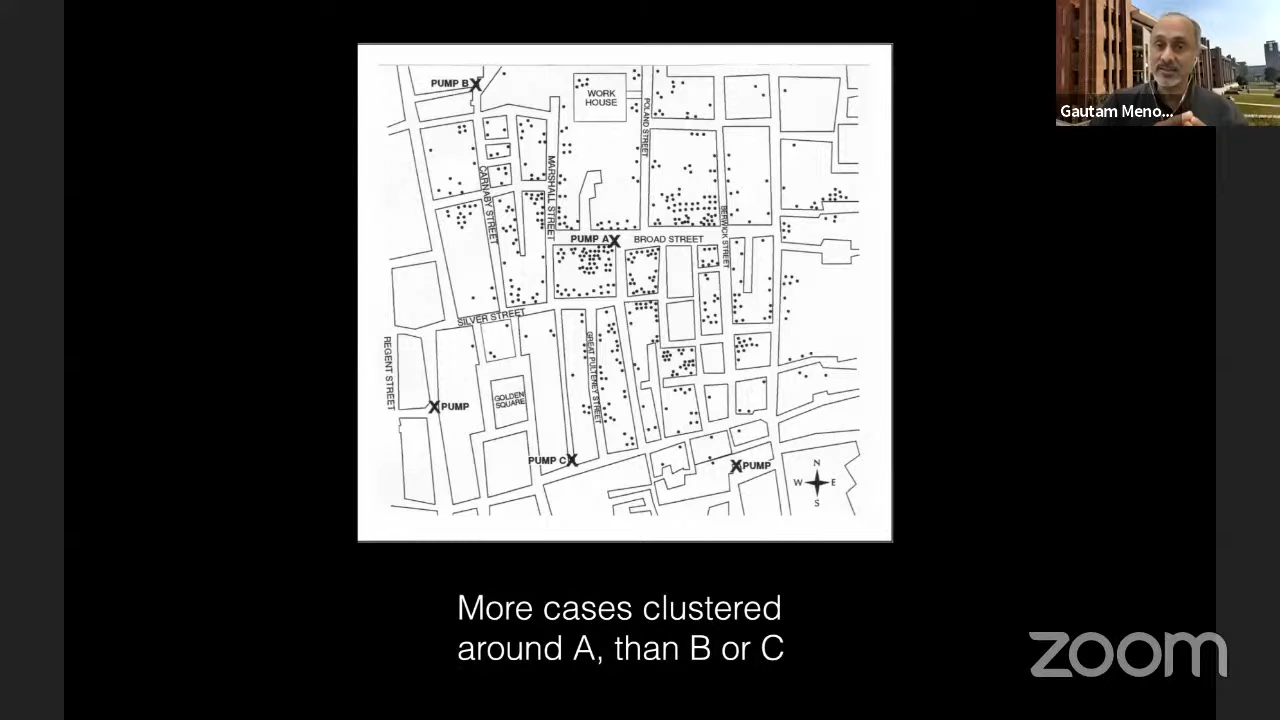 PUMP B
WORK
HOUSE
POLAND STREET
MARSHALL STREET
CARNABY STREET
BERWICK STREET
PUMP A
BROAD STREET
SILVER STREET
REGENT STREET
GREAT PULTENEY STREET
GOLDEN
SQUARE
PUMP
PUMP C
PUMP
N
W E
S
More cases clustered
around A, than B or C
Gautam Meno...
zoom